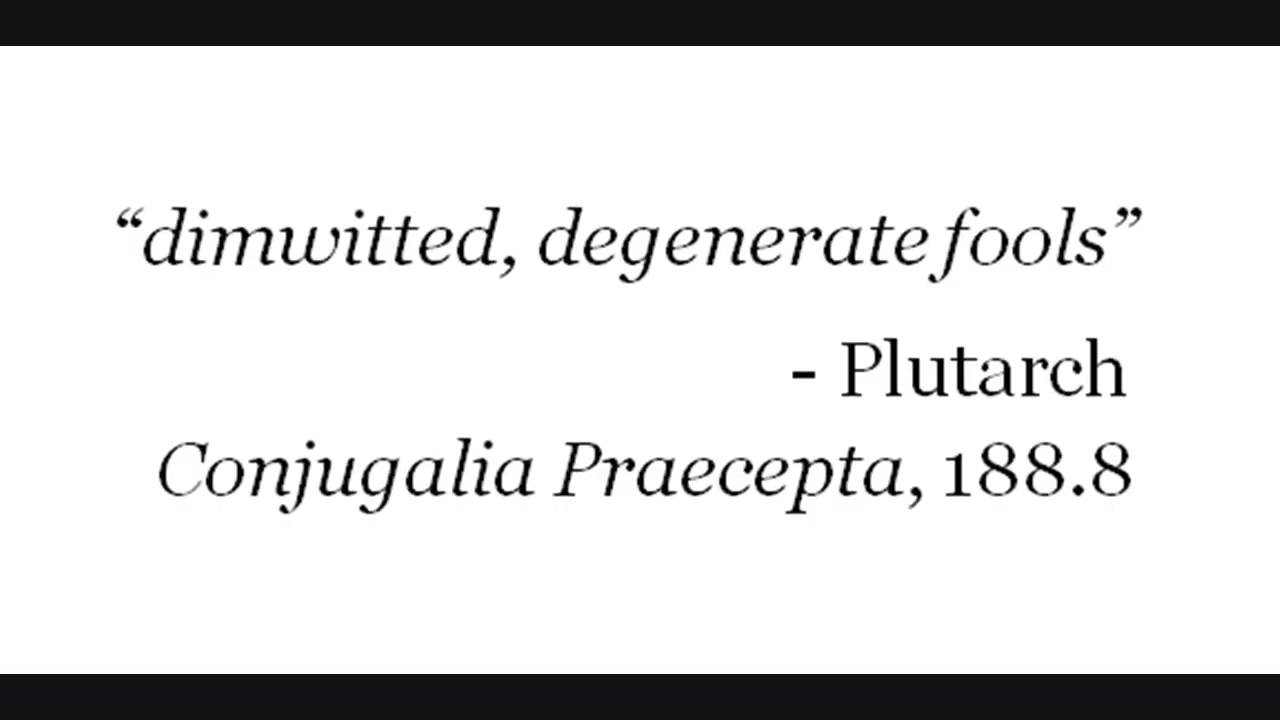 “dimwitted, degenerate fools”
- Plutarch
Conjugalia Praecepta, 188.8